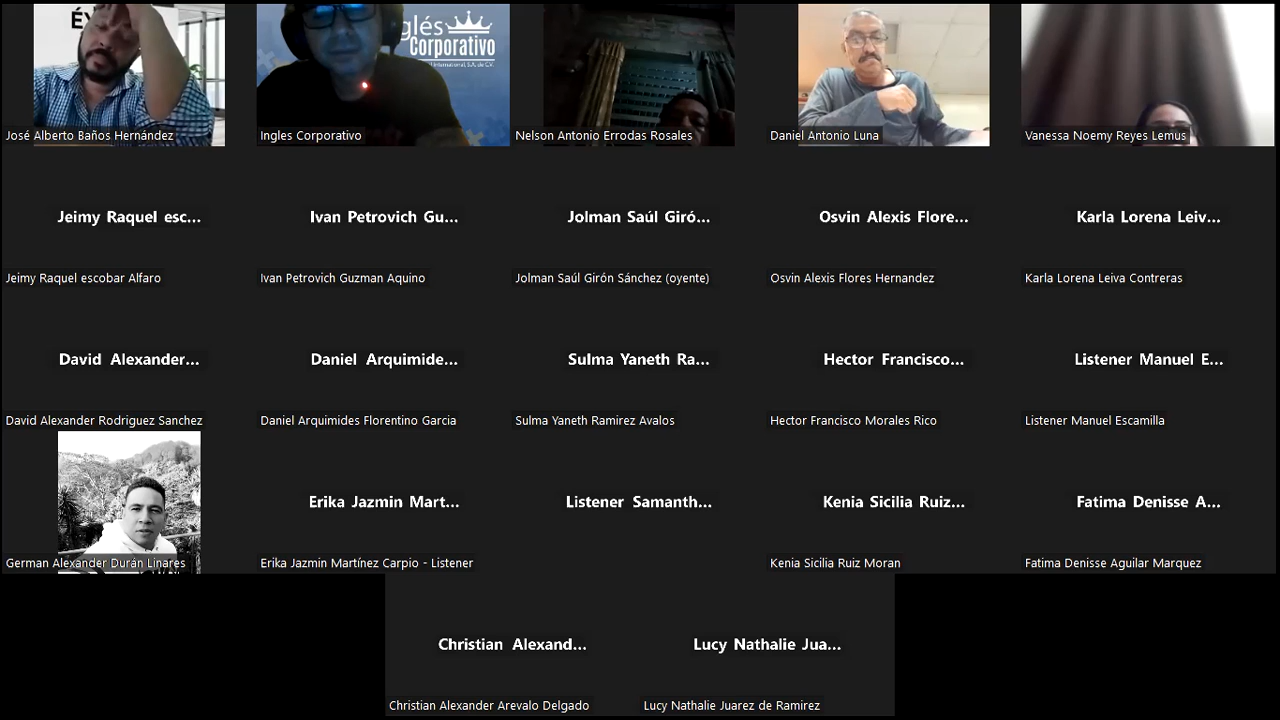 ÉX
José Alberto Baños Hernández
glés
Corporativo
International, S.A. de C.V.
Ingles Corporativo
Nelson Antonio Errodas Rosales
Daniel Antonio Luna
Vanessa Noemy Reyes Lemus
Jeimy Raquel esc...
Jeimy Raquel escobar Alfaro
Ivan Petrovich Gu...
Ivan Petrovich Guzman Aquino
Jolman Saúl Giró...
Jolman Saúl Girón Sánchez (oyente)
Osvin Alexis Flore...
Osvin Alexis Flores Hernandez
Karla Lorena Leiv...
Karla Lorena Leiva Contreras
David Alexander...
David Alexander Rodriguez Sanchez
Daniel Arquimide...
Daniel Arquimides Florentino Garcia
Sulma Yaneth Ra...
Sulma Yaneth Ramirez Avalos
Hector Francisco...
Hector Francisco Morales Rico
Listener Manuel E...
Listener Manuel Escamilla
German Alexander Durán Linares
Erika Jazmin Mart...
Erika Jazmin Martínez Carpio - Listener
Listener Samanth...
Kenia Sicilia Ruiz...
Kenia Sicilia Ruiz Moran
Fatima Denisse A...
Fatima Denisse Aguilar Marquez
Christian Alexand...
Christian Alexander Arevalo Delgado
Lucy Nathalie Jua...
Lucy Nathalie Juarez de Ramirez